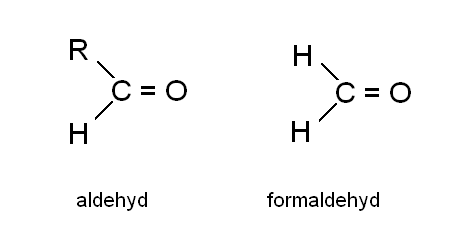 R
H
C = O
C = O
H
H
aldehyd
formaldehyd